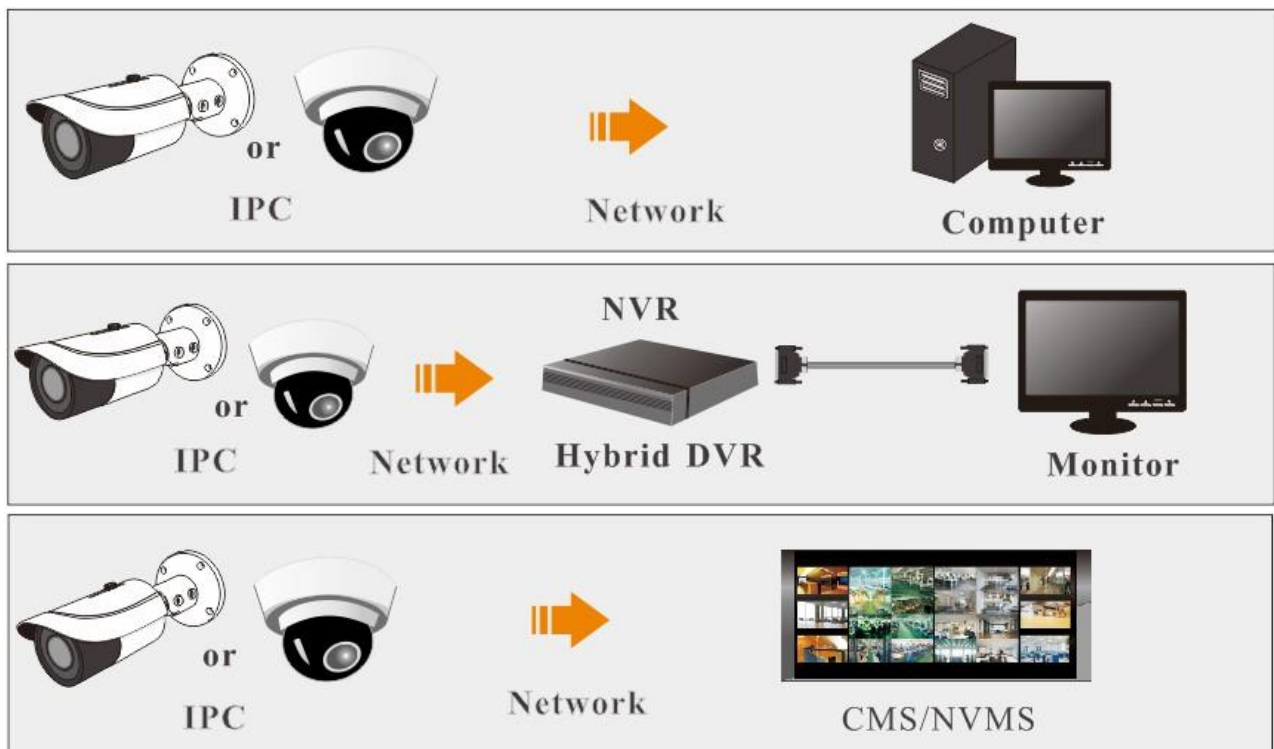 or
IPC
Network
Computer
NVR
or
IPC
Network
Hybrid DVR
Monitor
or
IPC
Network
CMS/NVMS